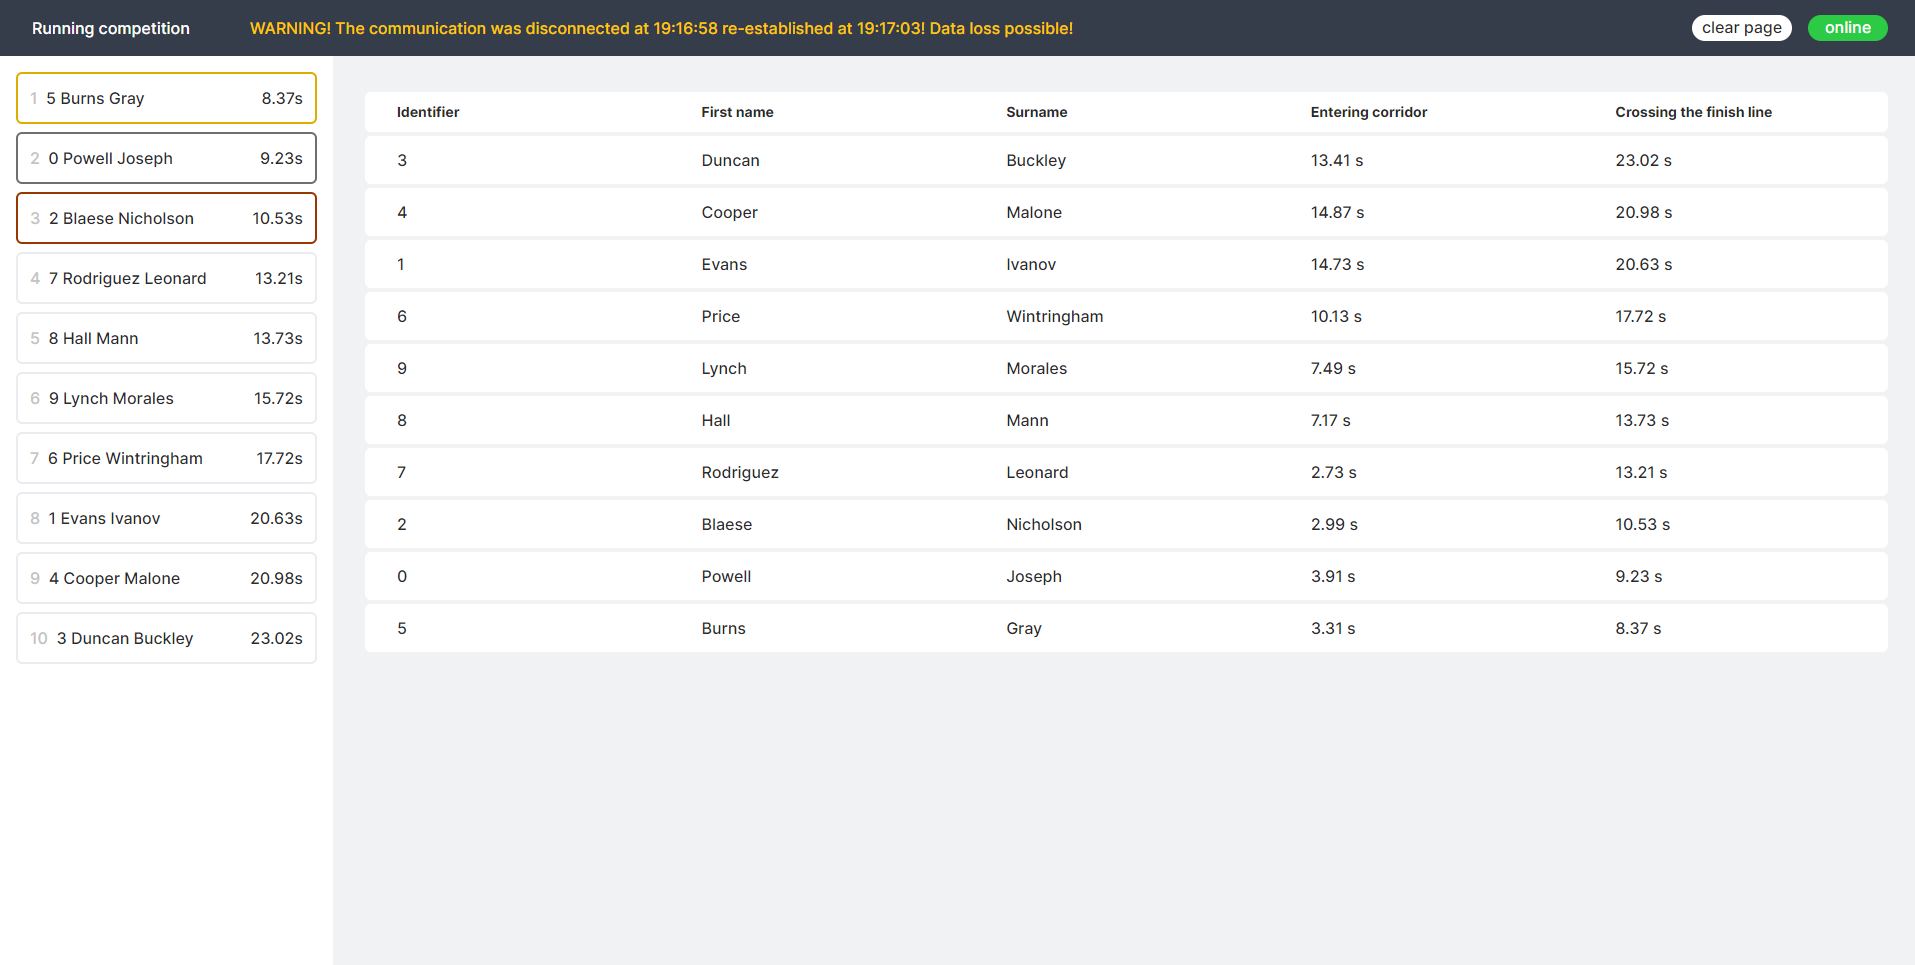 Running competition
WARNING! The communication was disconnected at 19:16:58 re-established at 19:17:03! Data loss possible!
clear page
online
1 5 Burns Gray 8.37s
2 0 Powell Joseph 9.23s
3 2 Blaese Nicholson 10.53s
4 7 Rodriguez Leonard 13.21s
5 8 Hall Mann 13.73s
6 9 Lynch Morales 15.72s
7 6 Price Wintringham 17.72s
8 1 Evans Ivanov 20.63s
9 4 Cooper Malone 20.98s
10 3 Duncan Buckley 23.02s
Identifier First name Surname Entering corridor Crossing the finish line
3 Duncan Buckley 13.41 s 23.02 s
4 Cooper Malone 14.87 s 20.98 s
1 Evans Ivanov 14.73 s 20.63 s
6 Price Wintringham 10.13 s 17.72 s
9 Lynch Morales 7.49 s 15.72 s
8 Hall Mann 7.17 s 13.73 s
7 Rodriguez Leonard 2.73 s 13.21 s
2 Blaese Nicholson 2.99 s 10.53 s
0 Powell Joseph 3.91 s 9.23 s
5 Burns Gray 3.31 s 8.37 s